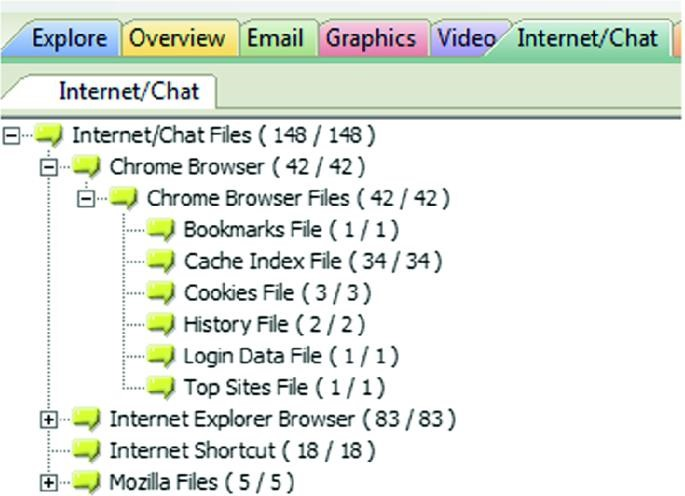 Explore Overview Email Graphics Video Internet/Chat
Internet/Chat
Internet/Chat Files ( 148 / 148 )
Chrome Browser ( 42 / 42 )
Chrome Browser Files ( 42 / 42 )
Bookmarks File ( 1 / 1 )
Cache Index File ( 34 / 34 )
Cookies File ( 3 / 3 )
History File ( 2 / 2 )
Login Data File ( 1 / 1 )
Top Sites File ( 1 / 1 )
Internet Explorer Browser ( 83 / 83 )
Internet Shortcut ( 18 / 18 )
Mozilla Files ( 5 / 5 )